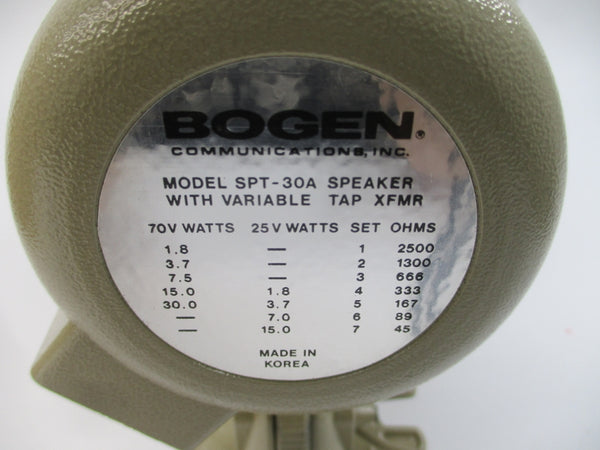 BOGEN®
COMMUNICATIONS, INC.
MODEL SPT-30A SPEAKER
WITH VARIABLE TAP XFMR
70V WATTS 25V WATTS SET OHMS
1.8 — 1 2500
3.7 — 2 1300
7.5 — 3 666
15.0 1.8 4 333
30.0 3.7 5 167
— 7.0 6 89
— 15.0 7 45
MADE IN
KOREA